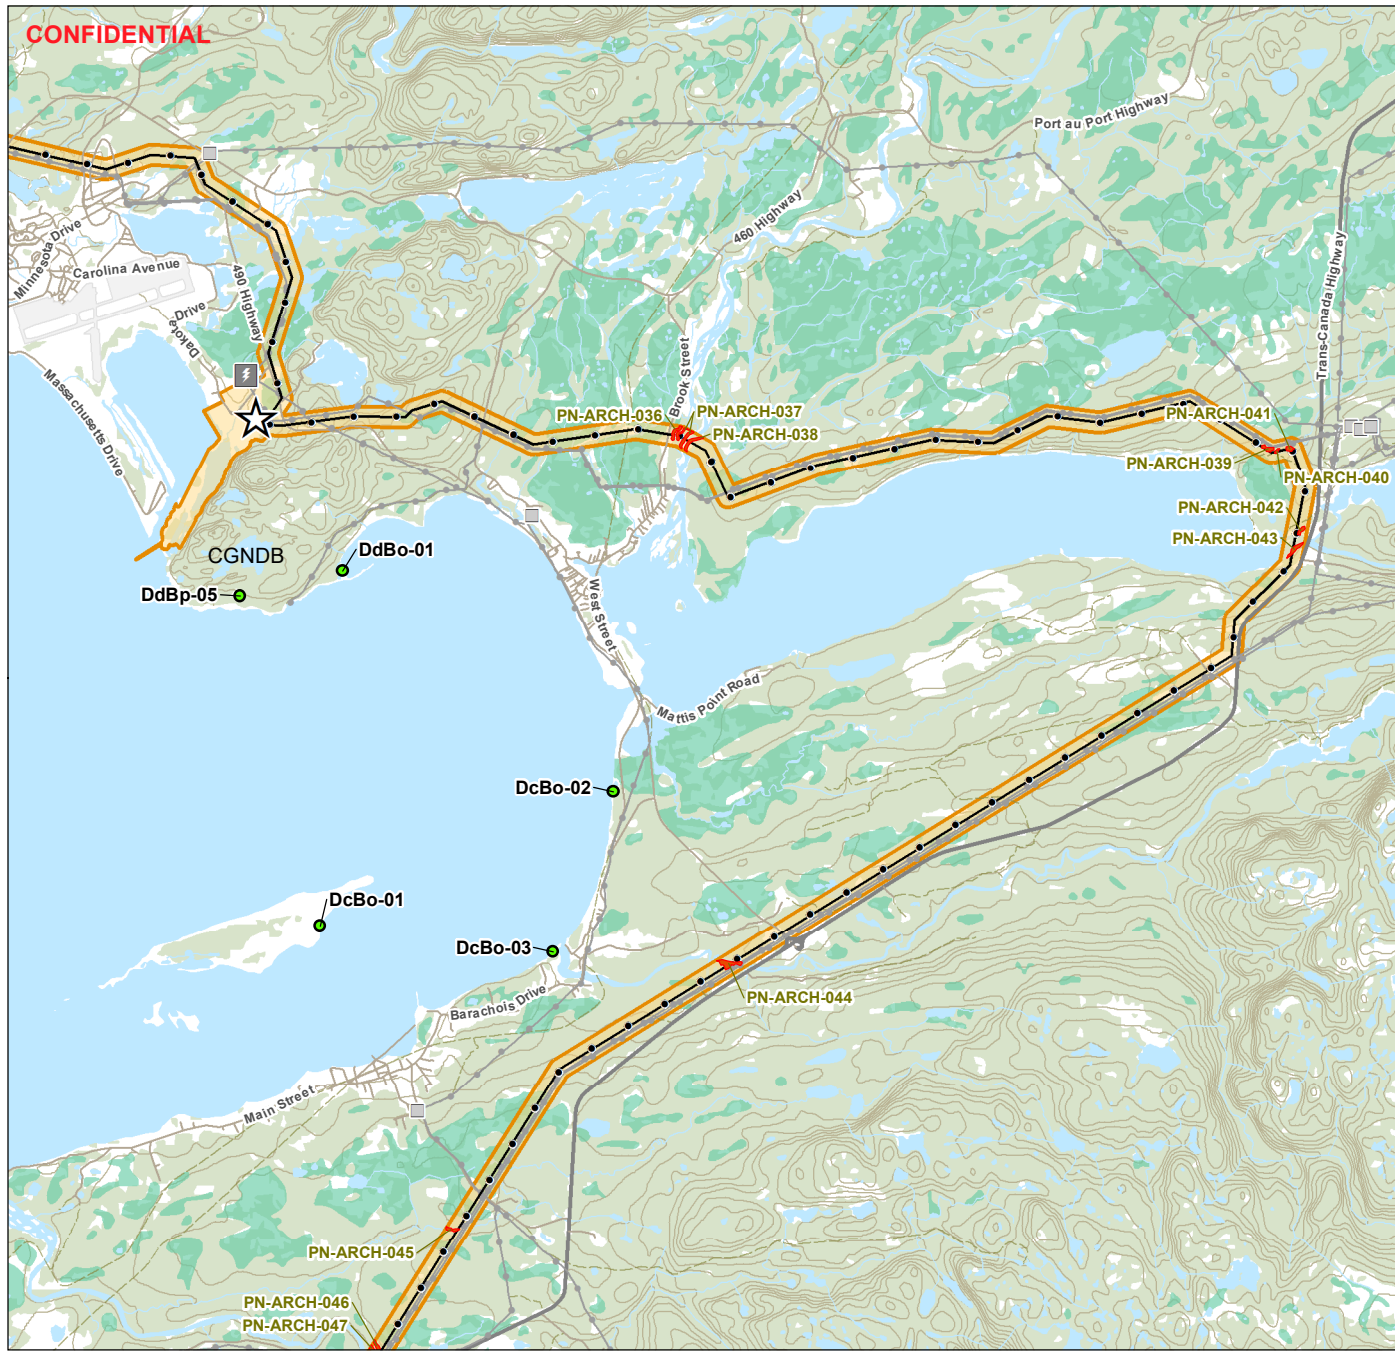 CONFIDENTIAL
Port au Port Highway
Minnesota Drive
Carolina Avenue
490 Highway
460 Highway
Trans-Canada Highway
Dakota Drive
Massachusetts Drive
Brook Street
PN-ARCH-036
PN-ARCH-037
PN-ARCH-038
PN-ARCH-041
PN-ARCH-039
PN-ARCH-040
PN-ARCH-042
PN-ARCH-043
CGNDB
DdBo-01
DdBp-05
West Street
Mattis Point Road
DcBo-02
DcBo-01
DcBo-03
Barachois Drive
PN-ARCH-044
Main Street
PN-ARCH-045
PN-ARCH-046
PN-ARCH-047